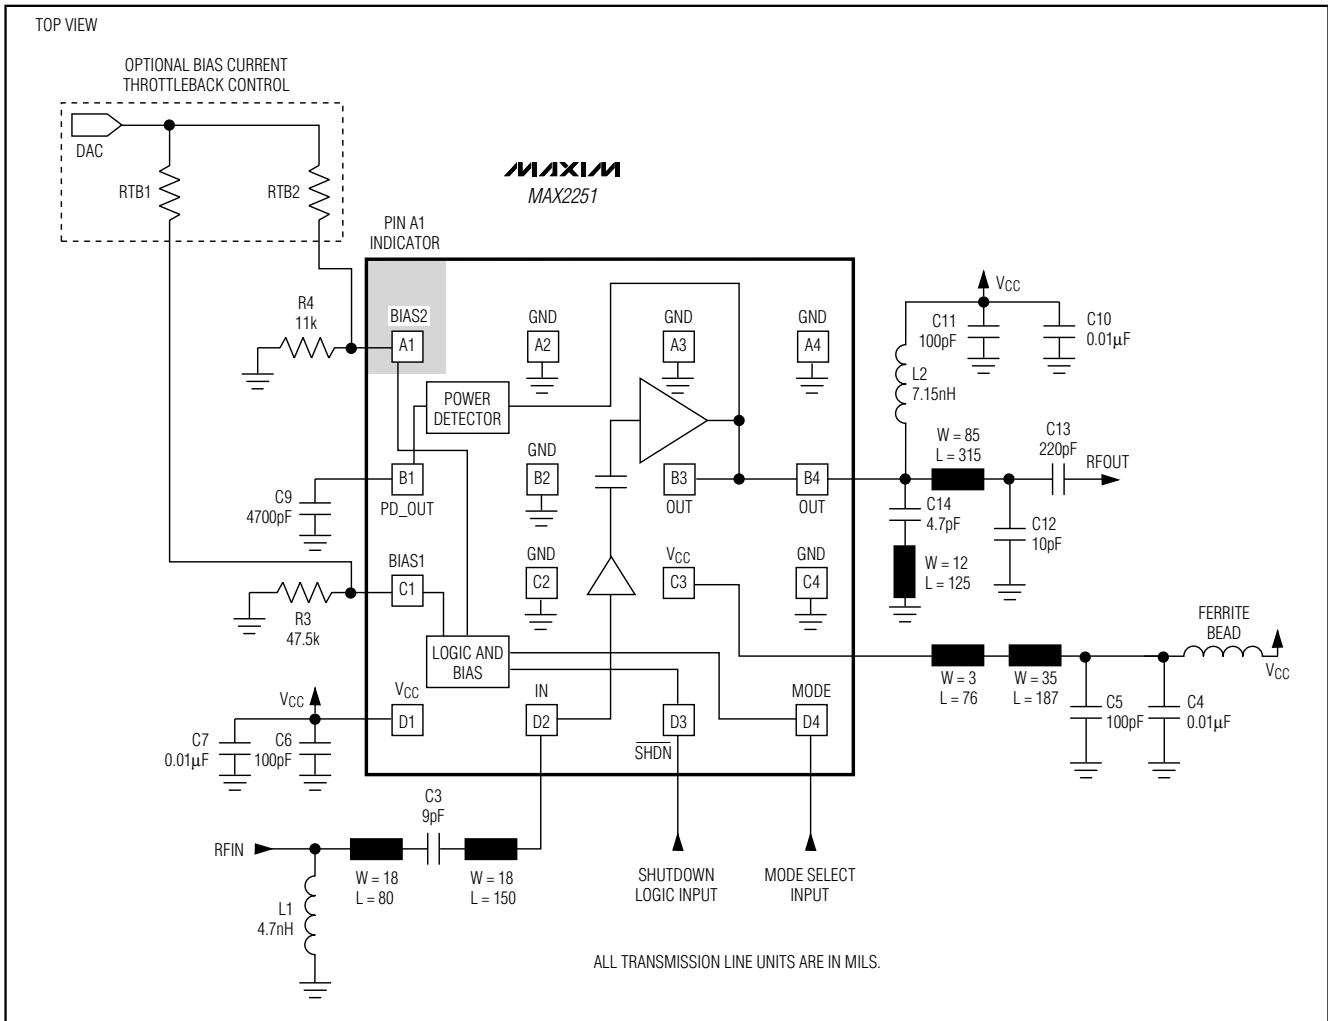 TOP VIEW
OPTIONAL BIAS CURRENT
THROTTLEBACK CONTROL
DAC
RTB1
RTB2
MAXIM
MAX2251
PIN A1
INDICATOR
R4
11k
BIAS2
A1
GND
A2
GND
A3
GND
A4
VCC
C11
100pF
C10
0.01µF
L2
7.15nH
POWER
DETECTOR
W = 85
L = 315
C13
220pF
RFOUT
C9
4700pF
B1
PD_OUT
GND
B2
B3
OUT
B4
OUT
C14
4.7pF
C12
10pF
W = 12
L = 125
BIAS1
C1
GND
C2
VCC
C3
GND
C4
R3
47.5k
FERRITE
BEAD
VCC
LOGIC AND
BIAS
W = 3
L = 76
W = 35
L = 187
C5
100pF
C4
0.01µF
VCC
C7
0.01µF
C6
100pF
VCC
D1
IN
D2
D3
SHDN
MODE
D4
C3
9pF
RFIN
W = 18
L = 80
W = 18
L = 150
L1
4.7nH
SHUTDOWN
LOGIC INPUT
MODE SELECT
INPUT
ALL TRANSMISSION LINE UNITS ARE IN MILS.